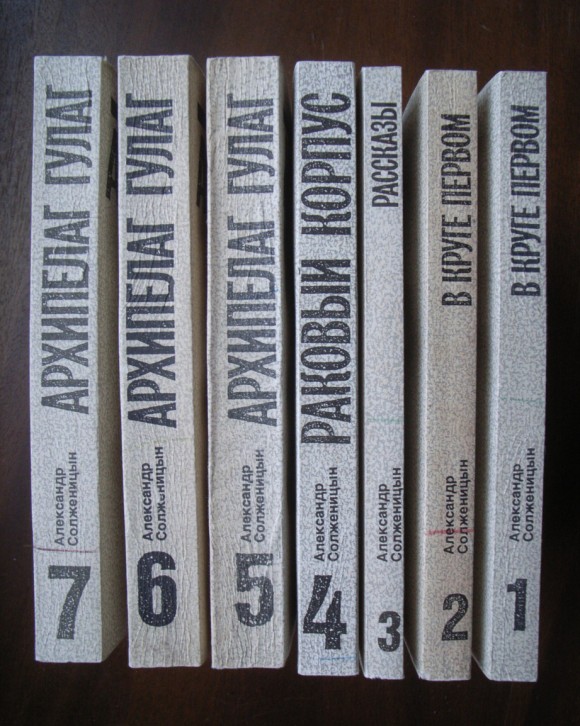 АРХИПЕЛАГ ГУЛАГ
Александр
Солженицын
7
АРХИПЕЛАГ ГУЛАГ
Александр
Солженицын
6
АРХИПЕЛАГ ГУЛАГ
Александр
Солженицын
5
РАКОВЫЙ КОРПУС
Александр
Солженицын
4
РАССКАЗЫ
Александр
Солженицын
3
В КРУГЕ ПЕРВОМ
Александр
Солженицын
2
В КРУГЕ ПЕРВОМ
Александр
Солженицын
1